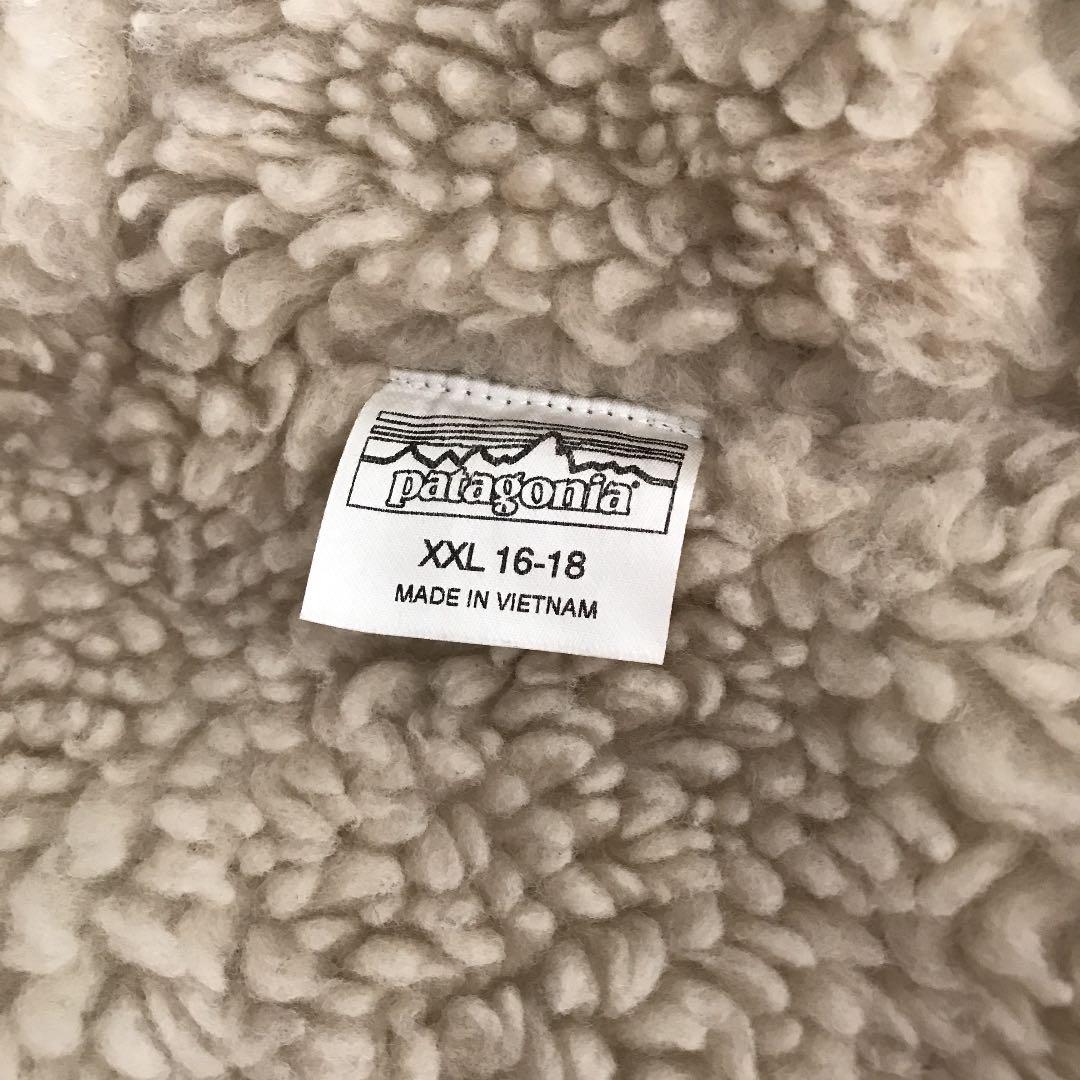 patagonia®
XXL 16-18
MADE IN VIETNAM